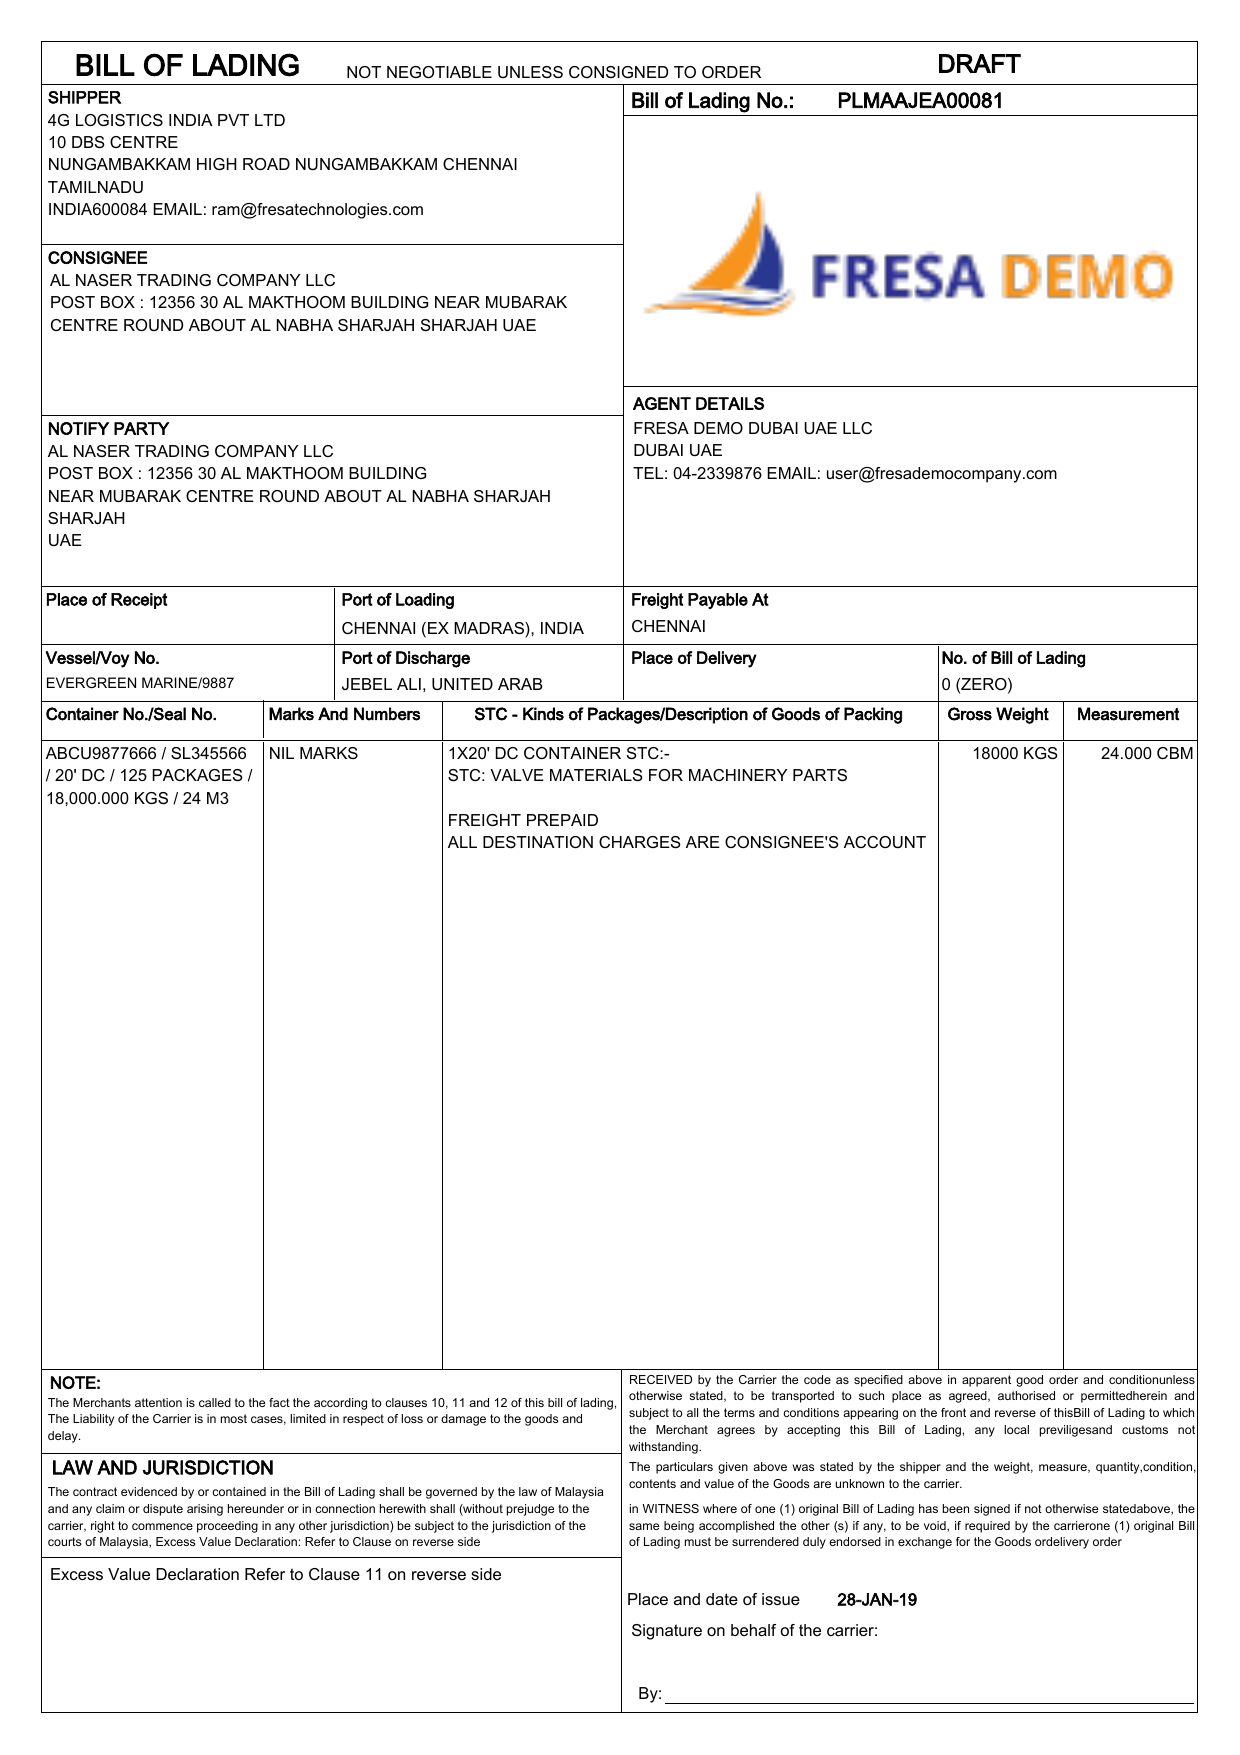 BILL OF LADING NOT NEGOTIABLE UNLESS CONSIGNED TO ORDER DRAFT
SHIPPER
4G LOGISTICS INDIA PVT LTD
10 DBS CENTRE
NUNGAMBAKKAM HIGH ROAD NUNGAMBAKKAM CHENNAI
TAMILNADU
INDIA600084 EMAIL: ram@fresatechnologies.com
Bill of Lading No.: PLMAAJEA00081
FRESA DEMO
CONSIGNEE
AL NASER TRADING COMPANY LLC
POST BOX : 12356 30 AL MAKTHOOM BUILDING NEAR MUBARAK
CENTRE ROUND ABOUT AL NABHA SHARJAH SHARJAH UAE
NOTIFY PARTY
AL NASER TRADING COMPANY LLC
POST BOX : 12356 30 AL MAKTHOOM BUILDING
NEAR MUBARAK CENTRE ROUND ABOUT AL NABHA SHARJAH
SHARJAH
UAE
AGENT DETAILS
FRESA DEMO DUBAI UAE LLC
DUBAI UAE
TEL: 04-2339876 EMAIL: user@fresademocompany.com
Place of Receipt Port of Loading Freight Payable At
CHENNAI (EX MADRAS), INDIA CHENNAI
Vessel/Voy No. Port of Discharge Place of Delivery No. of Bill of Lading
EVERGREEN MARINE/9887 JEBEL ALI, UNITED ARAB 0 (ZERO)
Container No./Seal No. Marks And Numbers STC - Kinds of Packages/Description of Goods of Packing Gross Weight Measurement
ABCU9877666 / SL345566 NIL MARKS 1X20' DC CONTAINER STC:- 18000 KGS 24.000 CBM
/ 20' DC / 125 PACKAGES / STC: VALVE MATERIALS FOR MACHINERY PARTS
18,000.000 KGS / 24 M3
FREIGHT PREPAID
ALL DESTINATION CHARGES ARE CONSIGNEE'S ACCOUNT
NOTE:
The Merchants attention is called to the fact the according to clauses 10, 11 and 12 of this bill of lading,
The Liability of the Carrier is in most cases, limited in respect of loss or damage to the goods and
delay.
LAW AND JURISDICTION
The contract evidenced by or contained in the Bill of Lading shall be governed by the law of Malaysia
and any claim or dispute arising hereunder or in connection herewith shall (without prejudge to the
carrier, right to commence proceeding in any other jurisdiction) be subject to the jurisdiction of the
courts of Malaysia, Excess Value Declaration: Refer to Clause on reverse side
Excess Value Declaration Refer to Clause 11 on reverse side
RECEIVED by the Carrier the code as specified above in apparent good order and conditionunless
otherwise stated, to be transported to such place as agreed, authorised or permittedherein and
subject to all the terms and conditions appearing on the front and reverse of thisBill of Lading to which
the Merchant agrees by accepting this Bill of Lading, any local previligesand customs not
withstanding.
The particulars given above was stated by the shipper and the weight, measure, quantity,condition,
contents and value of the Goods are unknown to the carrier.
in WITNESS where of one (1) original Bill of Lading has been signed if not otherwise statedabove, the
same being accomplished the other (s) if any, to be void, if required by the carrierone (1) original Bill
of Lading must be surrendered duly endorsed in exchange for the Goods ordelivery order
Place and date of issue 28-JAN-19
Signature on behalf of the carrier:
By: